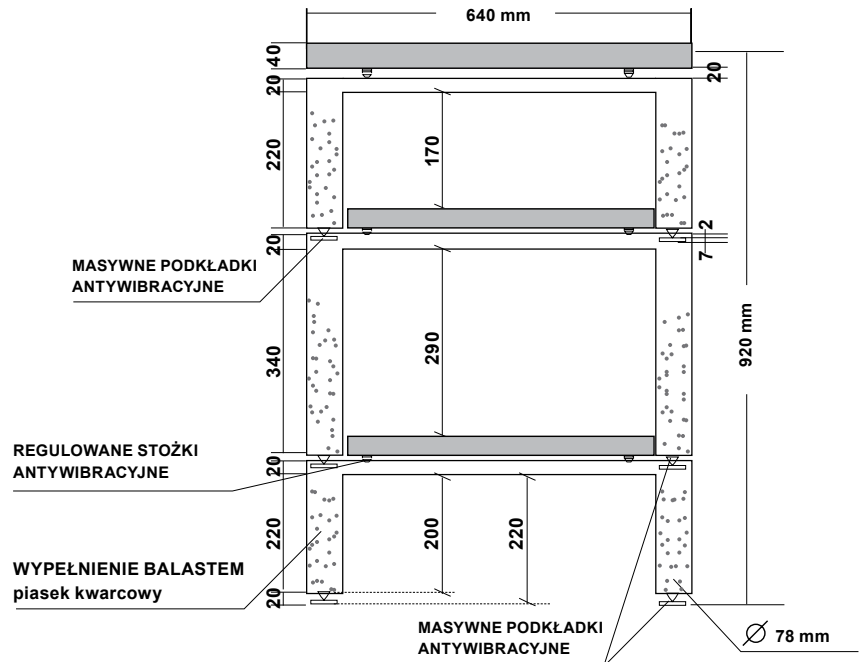 640 mm
40
20
20
220
170
2
20
7
MASYWNE PODKŁADKI
ANTYWIBRACYJNE
920 mm
340
290
REGULOWANE STOŻKI
ANTYWIBRACYJNE
20
220
200
220
WYPEŁNIENIE BALASTEM
piasek kwarcowy
20
MASYWNE PODKŁADKI
ANTYWIBRACYJNE
∅ 78 mm